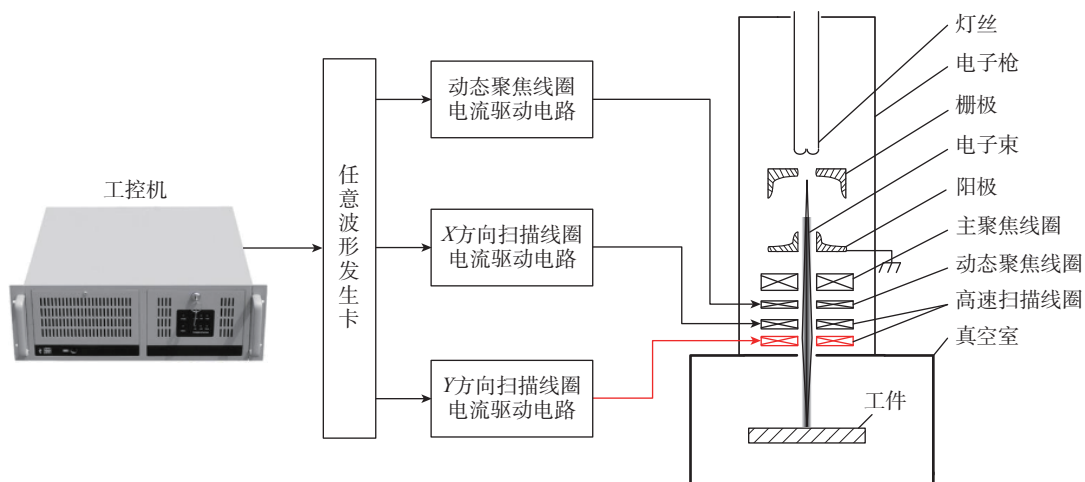 工控机
任意波形发生卡
动态聚焦线圈
电流驱动电路
X方向扫描线圈
电流驱动电路
Y方向扫描线圈
电流驱动电路
灯丝
电子枪
栅极
电子束
阳极
主聚焦线圈
动态聚焦线圈
高速扫描线圈
真空室
工件